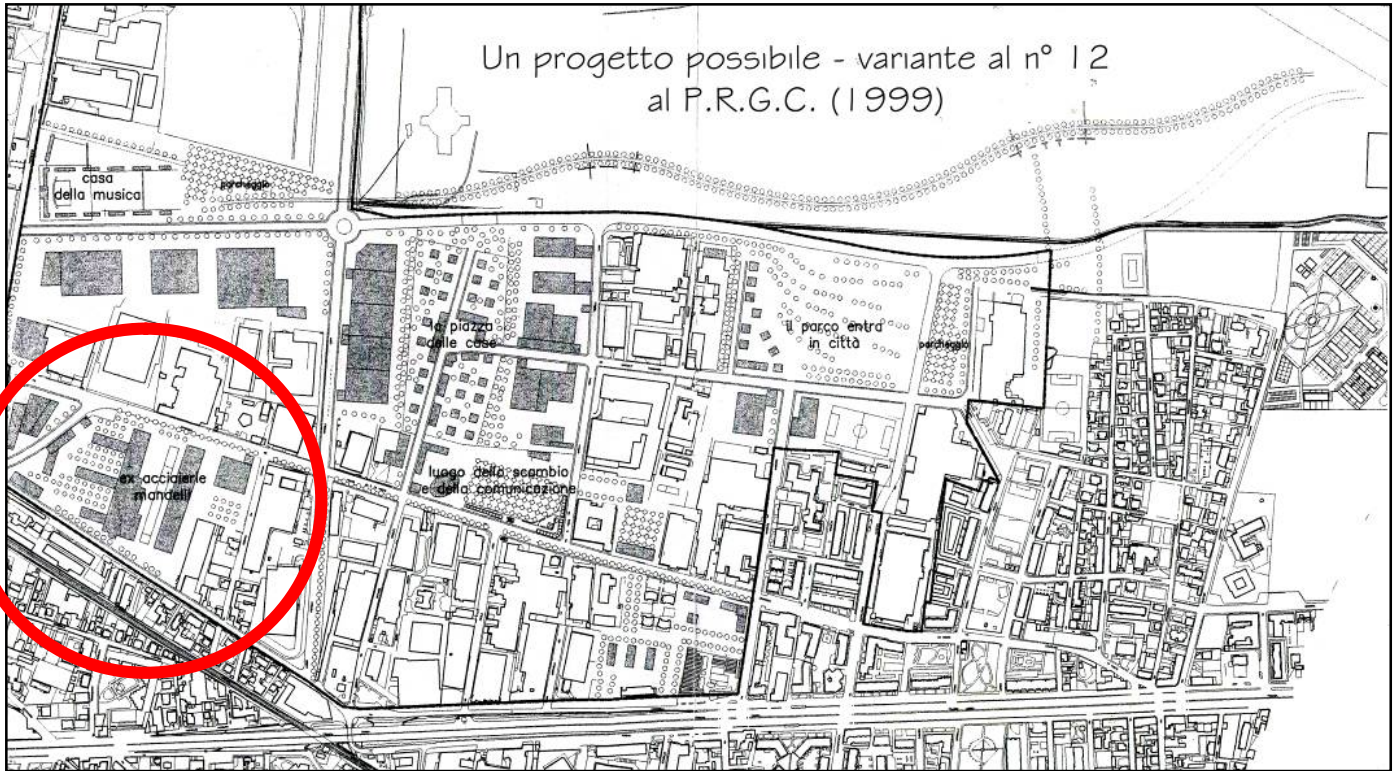 Un progetto possibile - variante al n° 12
al P.R.G.C. (1999)
casa
della musica
parcheggio
la piazza
delle case
il parco entra
in città
parcheggio
ex acciaierie
mandelli
luogo dello scambio
e della comunicazione